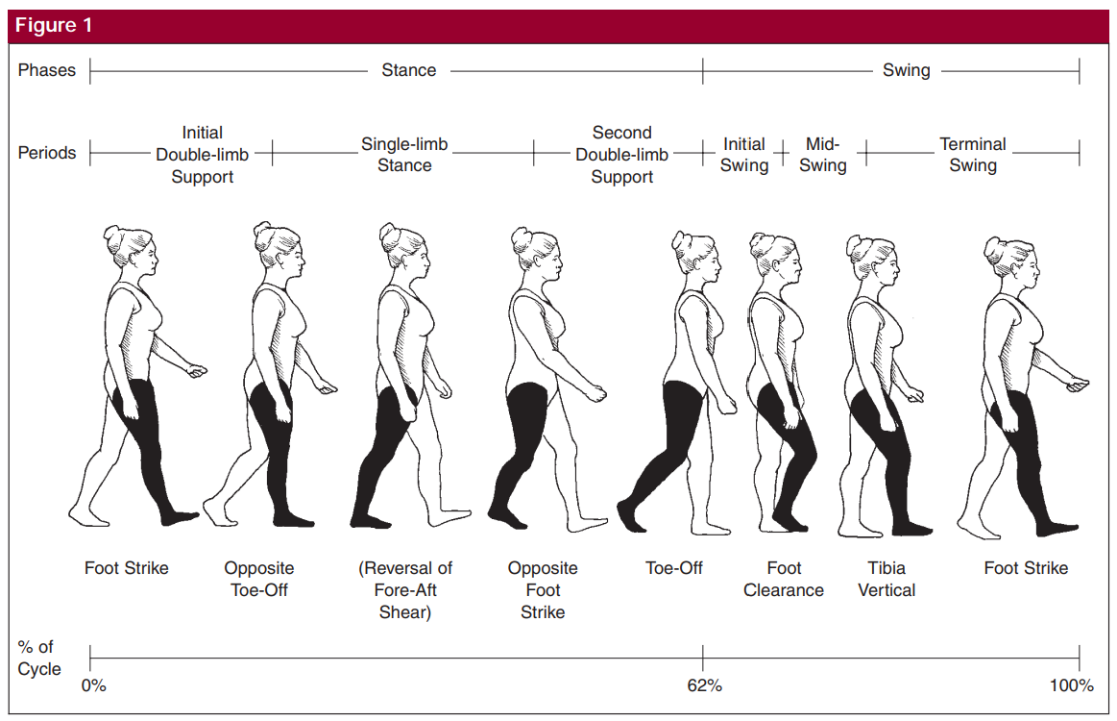 Figure 1
Phases Stance Swing
Periods
Initial
Double-limb
Support
Single-limb
Stance
Second
Double-limb
Support
Initial
Swing
Mid-
Swing
Terminal
Swing
Foot Strike
Opposite
Toe-Off
(Reversal of
Fore-Aft
Shear)
Opposite
Foot
Strike
Toe-Off
Foot
Clearance
Tibia
Vertical
Foot Strike
% of
Cycle
0% 62% 100%